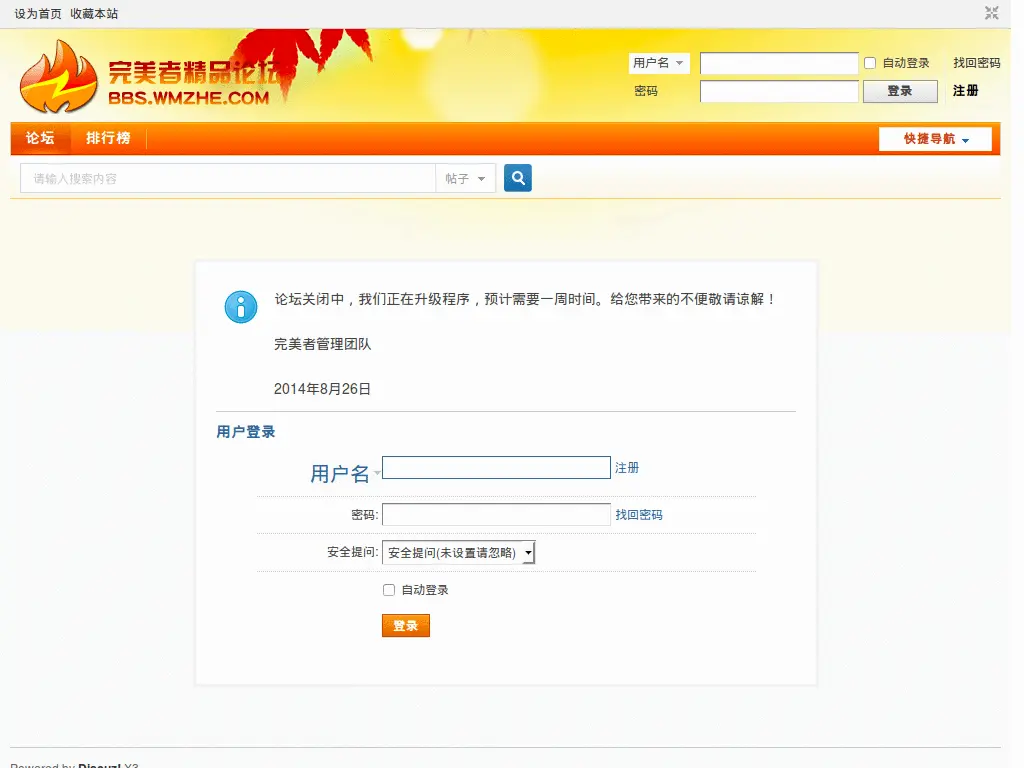 设为首页 收藏本站
完美者精品论坛
BBS.WMZHE.COM
用户名 自动登录 找回密码
密码 登录 注册
论坛 排行榜 快捷导航
请输入搜索内容 帖子
论坛关闭中，我们正在升级程序，预计需要一周时间。给您带来的不便敬请谅解！
完美者管理团队
2014年8月26日
用户登录
用户名 注册
密码: 找回密码
安全提问: 安全提问(未设置请忽略)
自动登录
登录
Powered by Discuz! X3